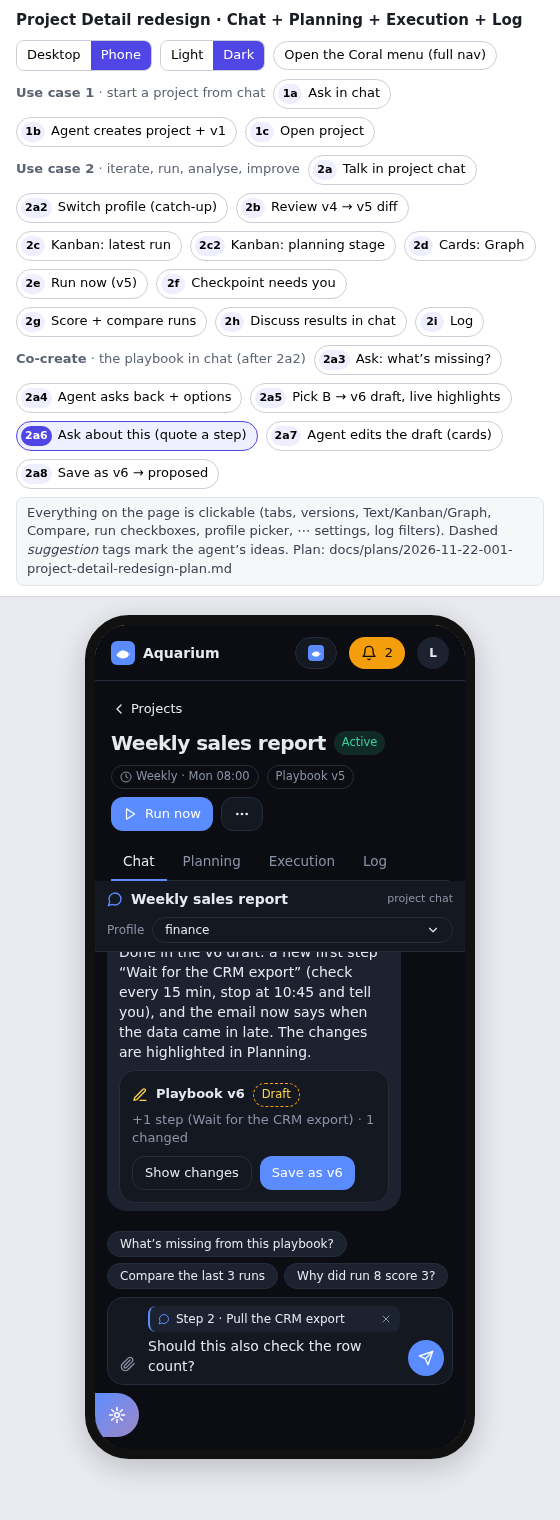 Project Detail redesign · Chat + Planning + Execution + Log
Desktop Phone Light Dark Open the Coral menu (full nav)
Use case 1 · start a project from chat 1a Ask in chat
1b Agent creates project + v1 1c Open project
Use case 2 · iterate, run, analyse, improve 2a Talk in project chat
2a2 Switch profile (catch-up) 2b Review v4 → v5 diff
2c Kanban: latest run 2c2 Kanban: planning stage 2d Cards: Graph
2e Run now (v5) 2f Checkpoint needs you
2g Score + compare runs 2h Discuss results in chat 2i Log
Co-create · the playbook in chat (after 2a2) 2a3 Ask: what’s missing?
2a4 Agent asks back + options 2a5 Pick B → v6 draft, live highlights
2a6 Ask about this (quote a step) 2a7 Agent edits the draft (cards)
2a8 Save as v6 → proposed
Everything on the page is clickable (tabs, versions, Text/Kanban/Graph,
Compare, run checkboxes, profile picker, ··· settings, log filters). Dashed
suggestion tags mark the agent’s ideas. Plan: docs/plans/2026-11-22-001-
project-detail-redesign-plan.md
Aquarium 2 L
Projects
Weekly sales report Active
Weekly · Mon 08:00 Playbook v5
Run now
Chat Planning Execution Log
Weekly sales report project chat
Profile finance
Done in the v6 draft: a new first step
“Wait for the CRM export” (check
every 15 min, stop at 10:45 and tell
you), and the email now says when
the data came in late. The changes
are highlighted in Planning.
Playbook v6 Draft
+1 step (Wait for the CRM export) · 1
changed
Show changes Save as v6
What’s missing from this playbook?
Compare the last 3 runs Why did run 8 score 3?
Step 2 · Pull the CRM export
Should this also check the row
count?